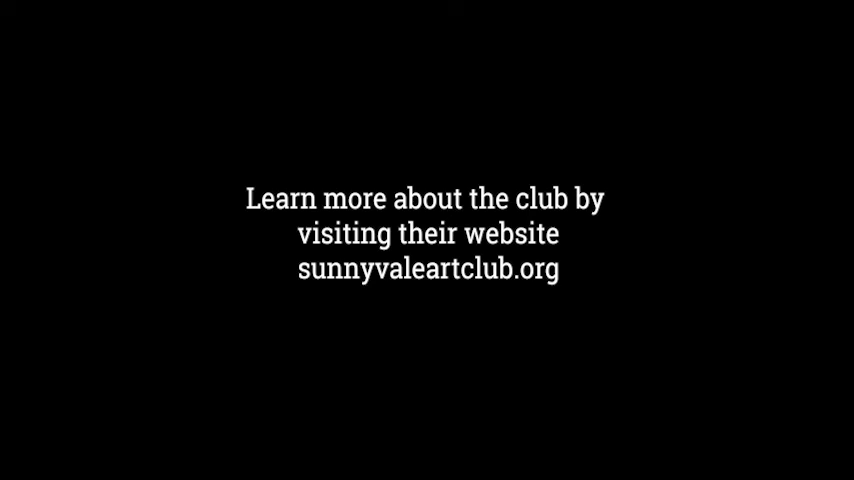 Learn more about the club by
visiting their website
sunnyvaleartclub.org